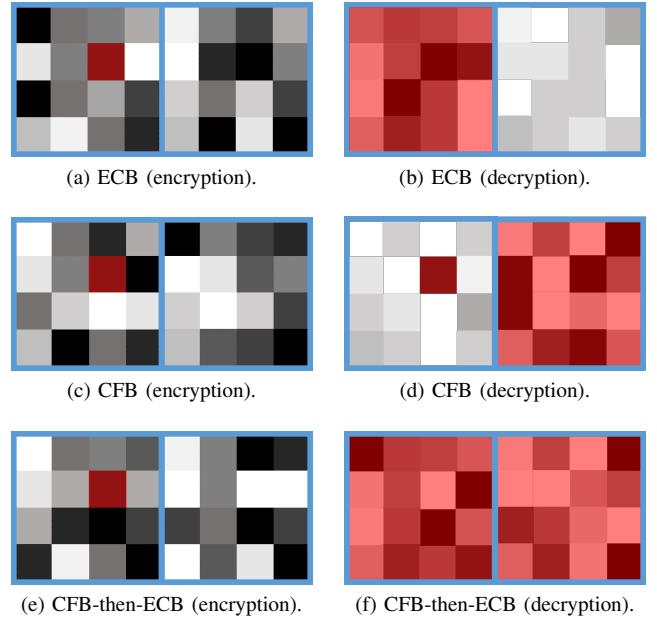 (a) ECB (encryption).
(b) ECB (decryption).
(c) CFB (encryption).
(d) CFB (decryption).
(e) CFB-then-ECB (encryption).
(f) CFB-then-ECB (decryption).